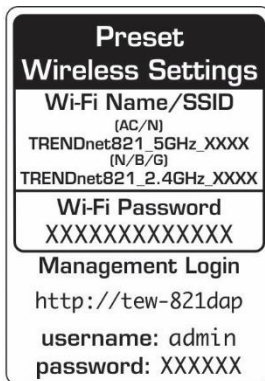 Preset
Wireless Settings
Wi-Fi Name/SSID
(AC/N)
TRENDnet821_5GHz_XXXX
(N/B/G)
TRENDnet821_2.4GHz_XXXX
Wi-Fi Password
XXXXXXXXXXXXX
Management Login
http://tew-821dap
username: admin
password: XXXXXX